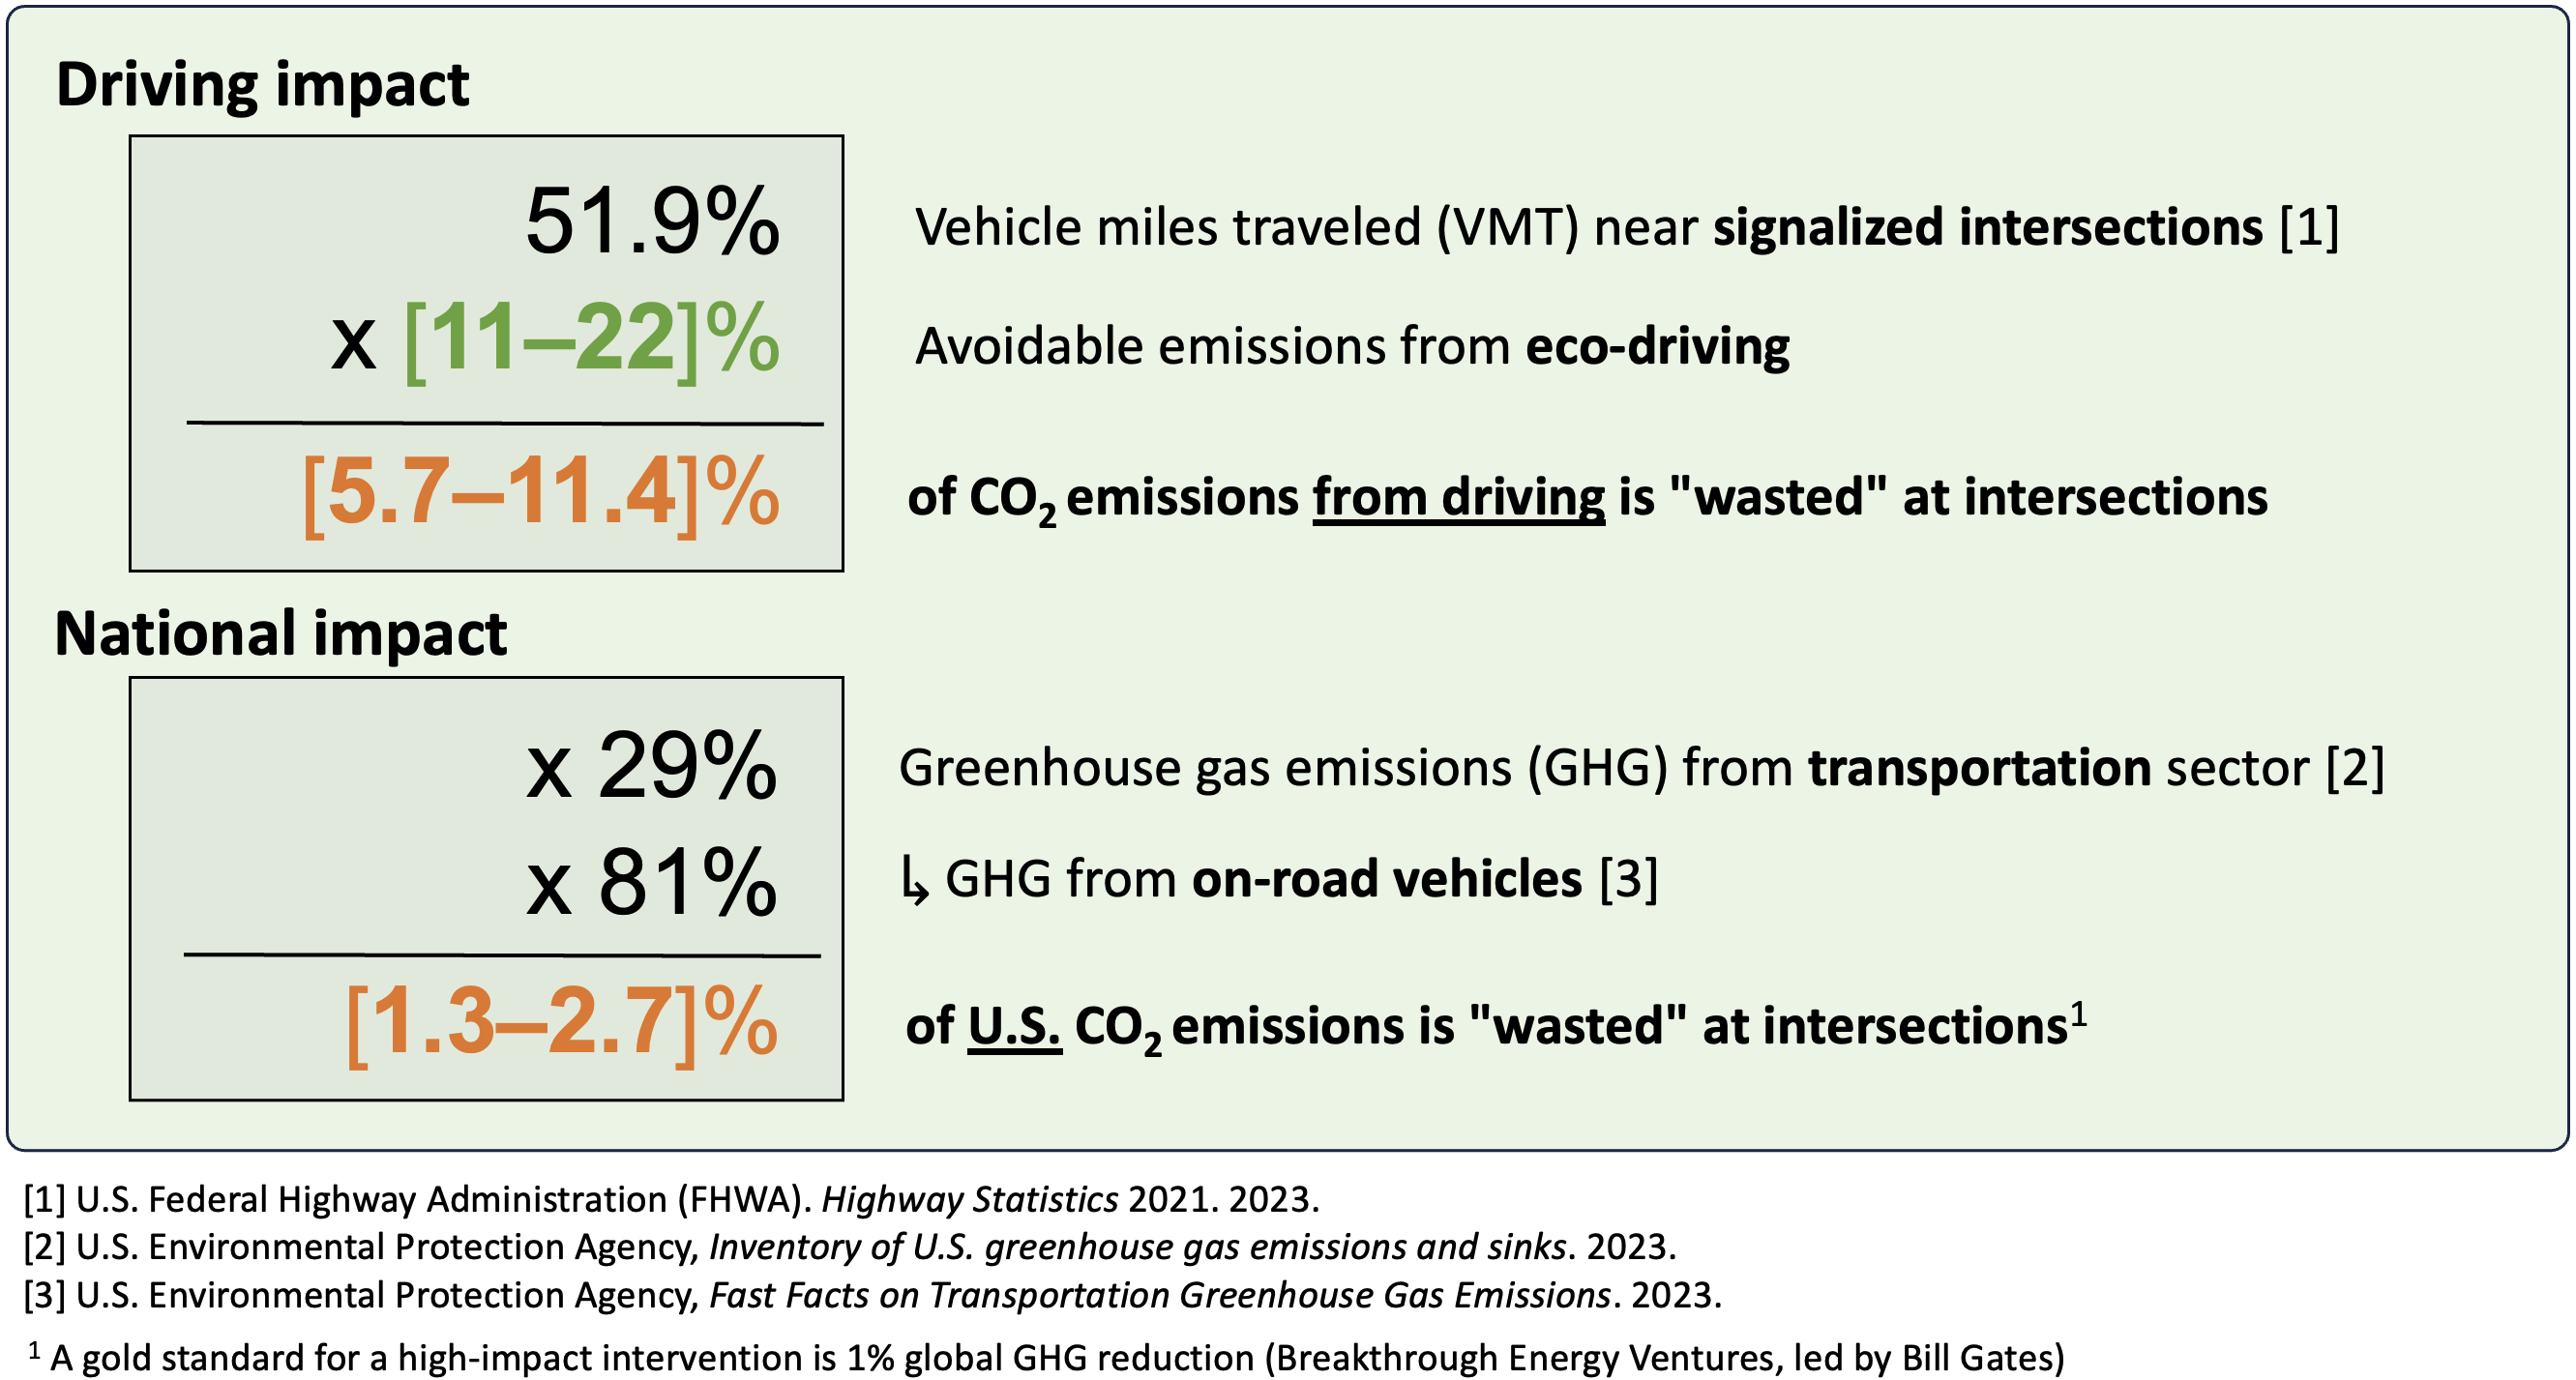 Driving impact
51.9%
Vehicle miles traveled (VMT) near signalized intersections [1]
x [11–22]%
Avoidable emissions from eco-driving
[5.7–11.4]%
of CO₂ emissions from driving is "wasted" at intersections
National impact
x 29%
Greenhouse gas emissions (GHG) from transportation sector [2]
x 81%
↳ GHG from on-road vehicles [3]
[1.3–2.7]%
of U.S. CO₂ emissions is "wasted" at intersections¹
[1] U.S. Federal Highway Administration (FHWA). Highway Statistics 2021. 2023.
[2] U.S. Environmental Protection Agency, Inventory of U.S. greenhouse gas emissions and sinks. 2023.
[3] U.S. Environmental Protection Agency, Fast Facts on Transportation Greenhouse Gas Emissions. 2023.
¹ A gold standard for a high-impact intervention is 1% global GHG reduction (Breakthrough Energy Ventures, led by Bill Gates)